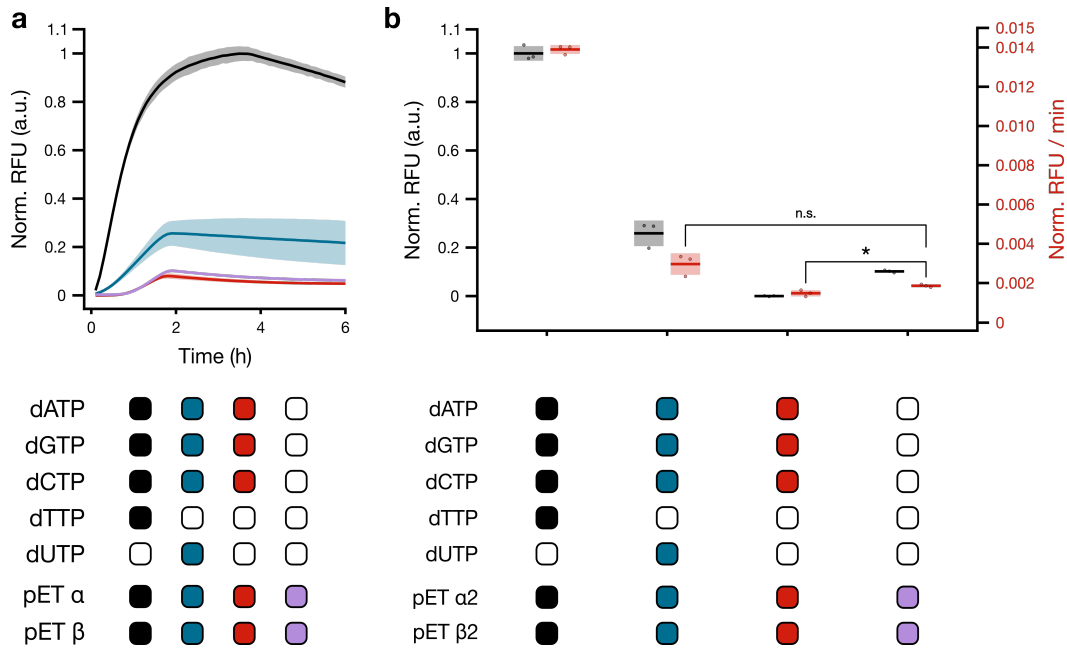 a
Norm. RFU (a.u.)
1.1
1
0.8
0.6
0.4
0.2
0
0 2 4 6
Time (h)
dATP
dGTP
dCTP
dTTP
dUTP
pET α
pET β
b
Norm. RFU (a.u.)
1.1
1
0.8
0.6
0.4
0.2
0
n.s.
*
0.015
0.014
0.012
0.010
0.008
0.006
0.004
0.002
0
Norm. RFU / min
dATP
dGTP
dCTP
dTTP
dUTP
pET α2
pET β2